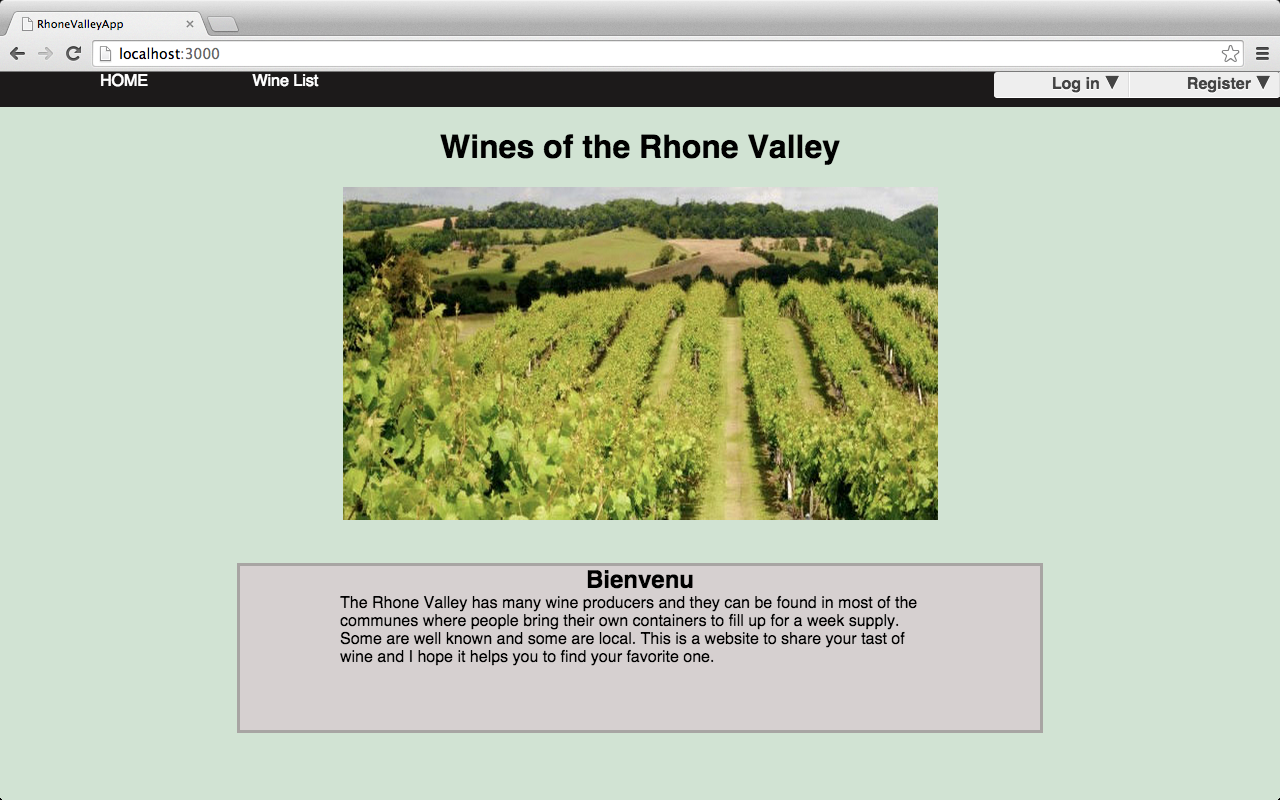 RhoneValleyApp
localhost:3000
HOME Wine List Log in ▼ Register ▼
Wines of the Rhone Valley
Bienvenu
The Rhone Valley has many wine producers and they can be found in most of the
communes where people bring their own containers to fill up for a week supply.
Some are well known and some are local. This is a website to share your tast of
wine and I hope it helps you to find your favorite one.